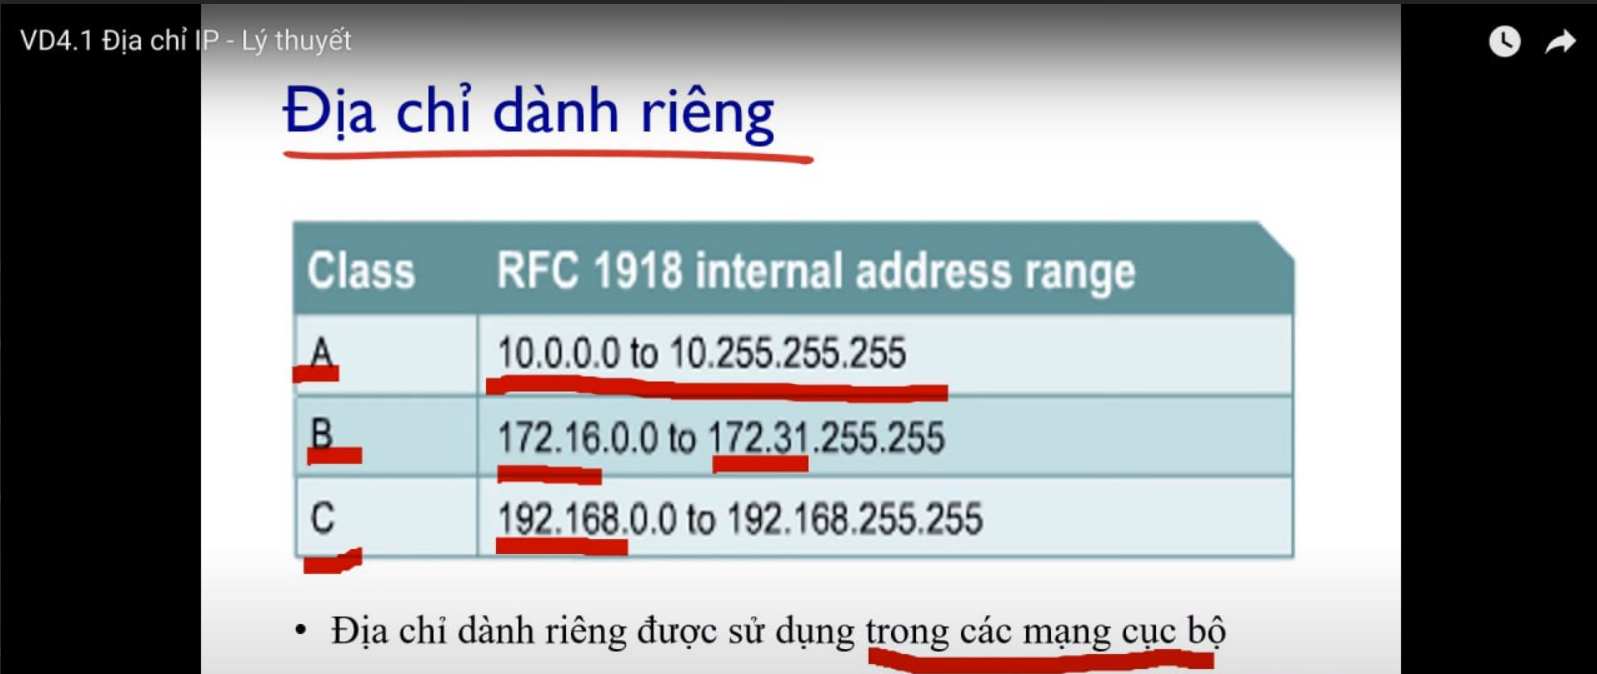 VD4.1 Địa chỉ IP - Lý thuyết
Địa chỉ dành riêng
Class RFC 1918 internal address range
A 10.0.0.0 to 10.255.255.255
B 172.16.0.0 to 172.31.255.255
C 192.168.0.0 to 192.168.255.255
• Địa chỉ dành riêng được sử dụng trong các mạng cục bộ